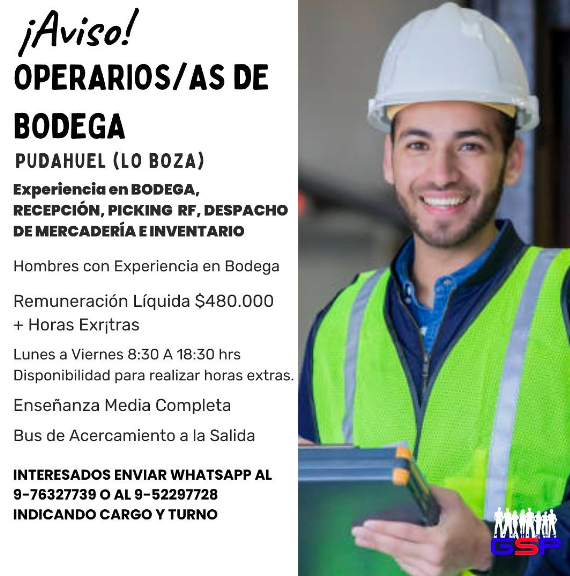 ¡Aviso!
OPERARIOS/AS DE
BODEGA
PUDAHUEL (LO BOZA)
Experiencia en BODEGA,
RECEPCIÓN, PICKING RF, DESPACHO
DE MERCADERÍA E INVENTARIO
Hombres con Experiencia en Bodega
Remuneración Líquida $480.000
+ Horas Exr¡tras
Lunes a Viernes 8:30 A 18:30 hrs
Disponibilidad para realizar horas extras.
Enseñanza Media Completa
Bus de Acercamiento a la Salida
INTERESADOS ENVIAR WHATSAPP AL
9-76327739 O AL 9-52297728
INDICANDO CARGO Y TURNO
GSP